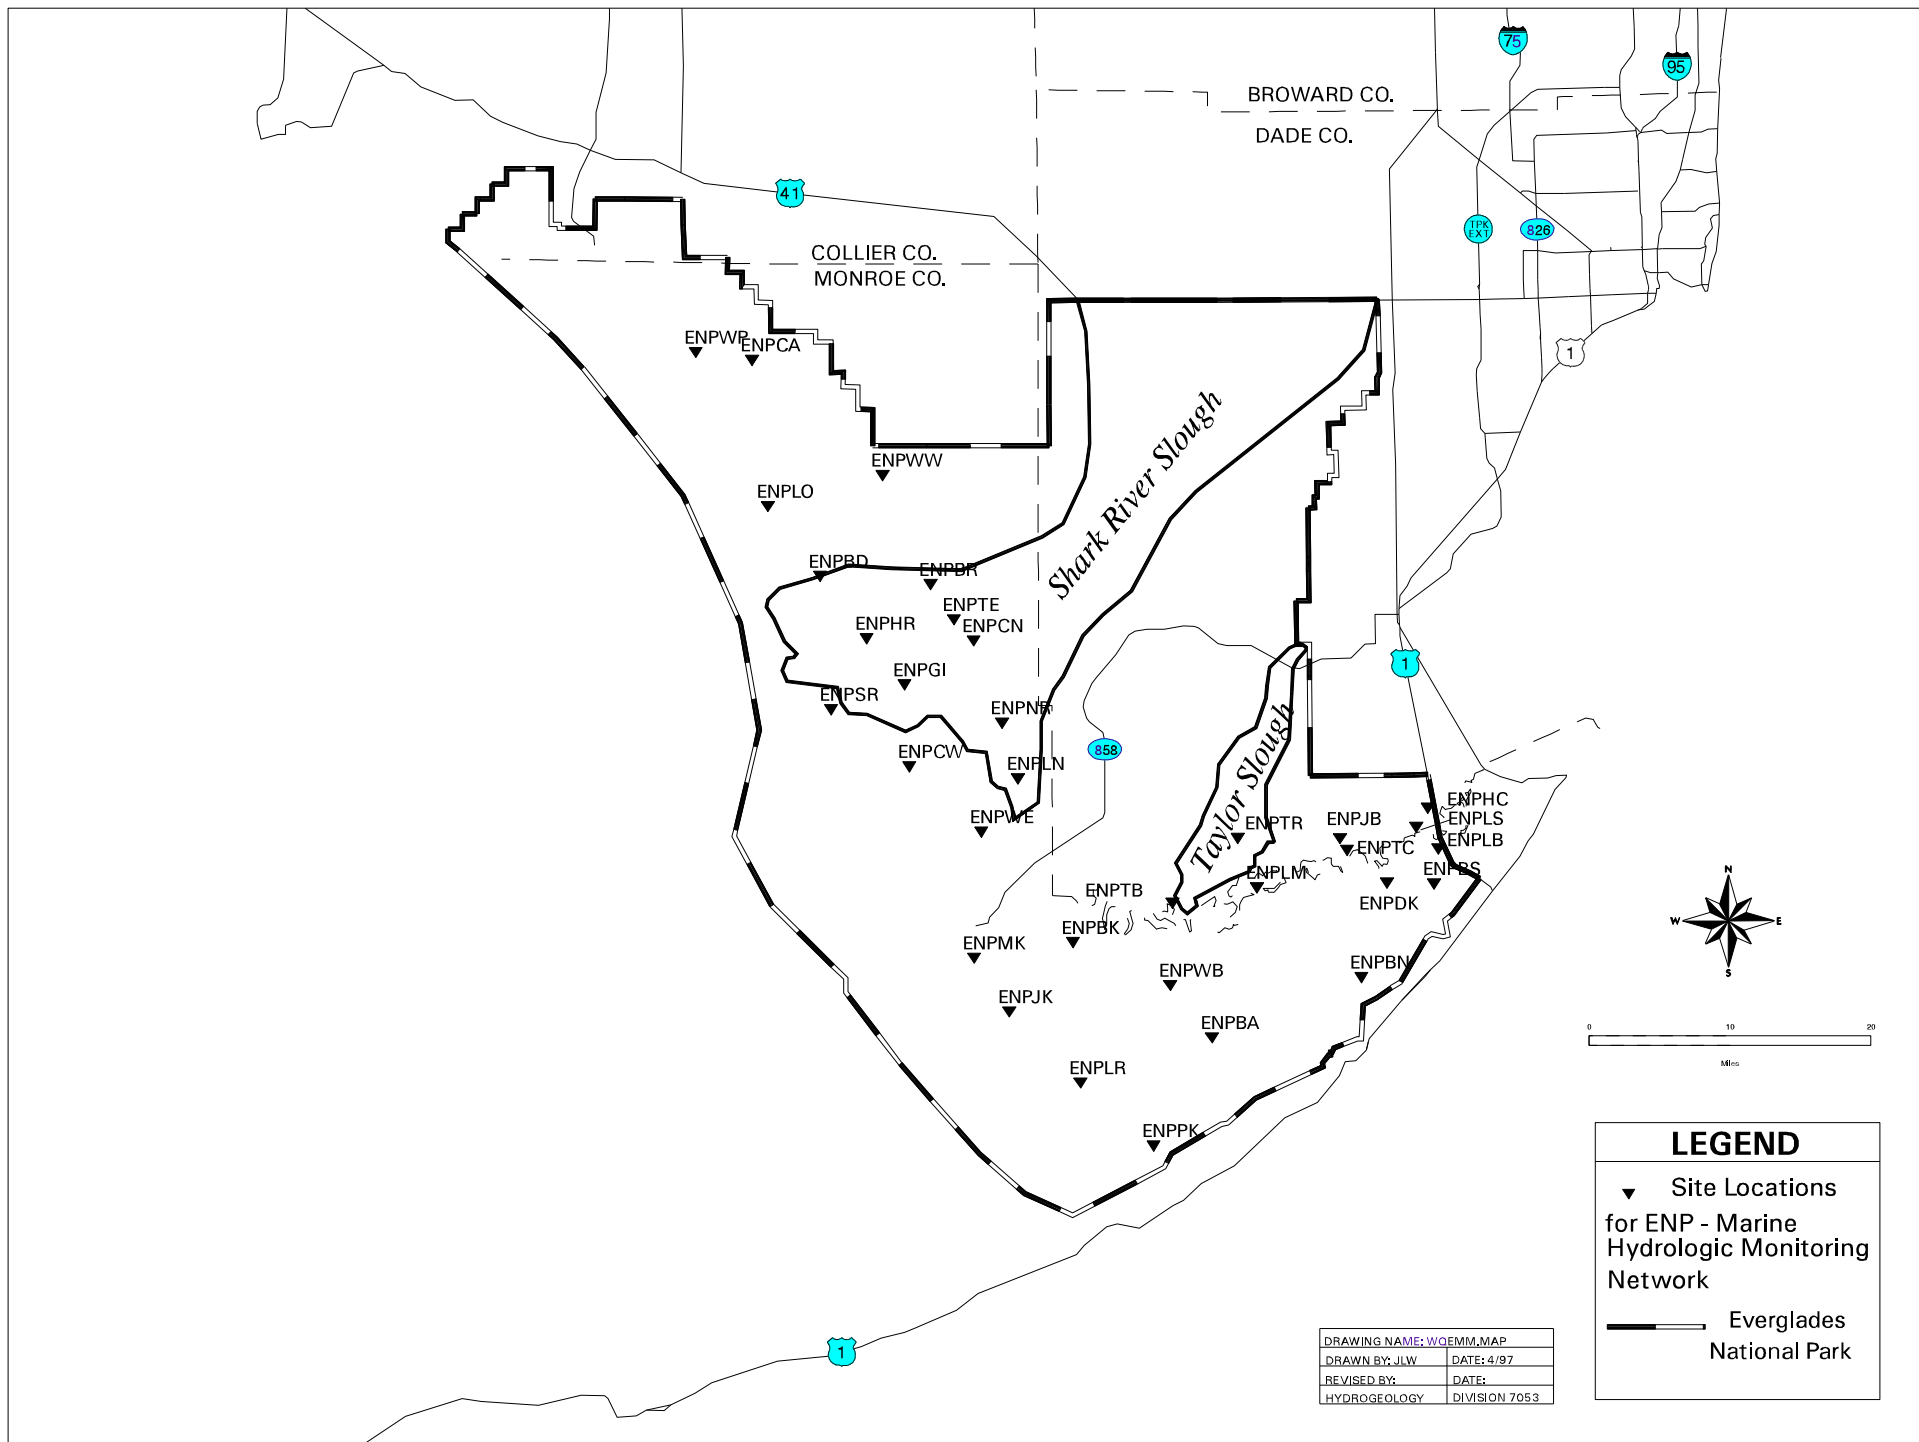 75
95
BROWARD CO.
DADE CO.
41
TPK
EXT
826
COLLIER CO.
MONROE CO.
1
ENPWP
ENPCA
Shark River Slough
ENPWW
ENPLO
ENPBD
ENPBR
ENPTE
ENPHR
ENPCN
ENPGI
1
ENPSR
ENPNR
858
ENPCW
ENPLN
Taylor Slough
ENPHC
ENPWE
ENPTR
ENPJB
ENPLS
ENPTC
ENPLB
ENPLM
ENPBS
ENPTB
ENPDK
N
W
E
S
ENPBK
ENPMK
ENPWB
ENPBN
ENPJK
ENPBA
0 10 20
Miles
ENPLR
ENPPK
LEGEND
Site Locations
for ENP - Marine
Hydrologic Monitoring
Network
Everglades
National Park
1
DRAWING NAME: WQEMM.MAP
DRAWN BY: JLW DATE: 4/97
REVISED BY: DATE:
HYDROGEOLOGY DIVISION 7053